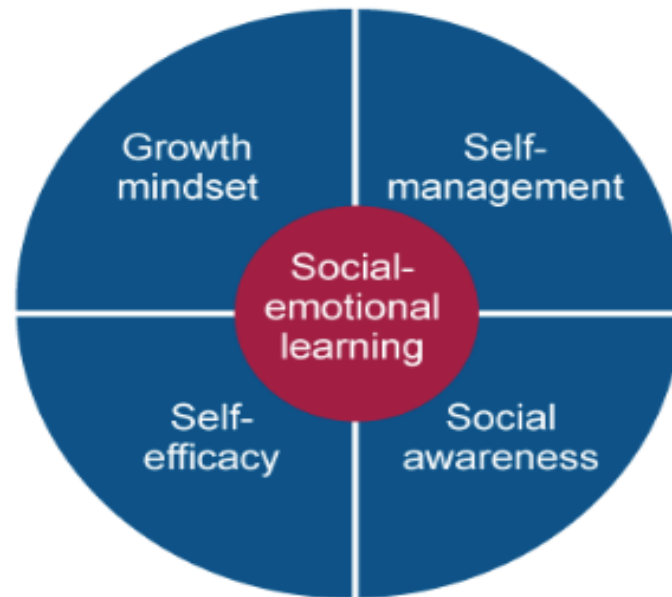 Growth
mindset
Self-
management
Social-
emotional
learning
Self-
efficacy
Social
awareness